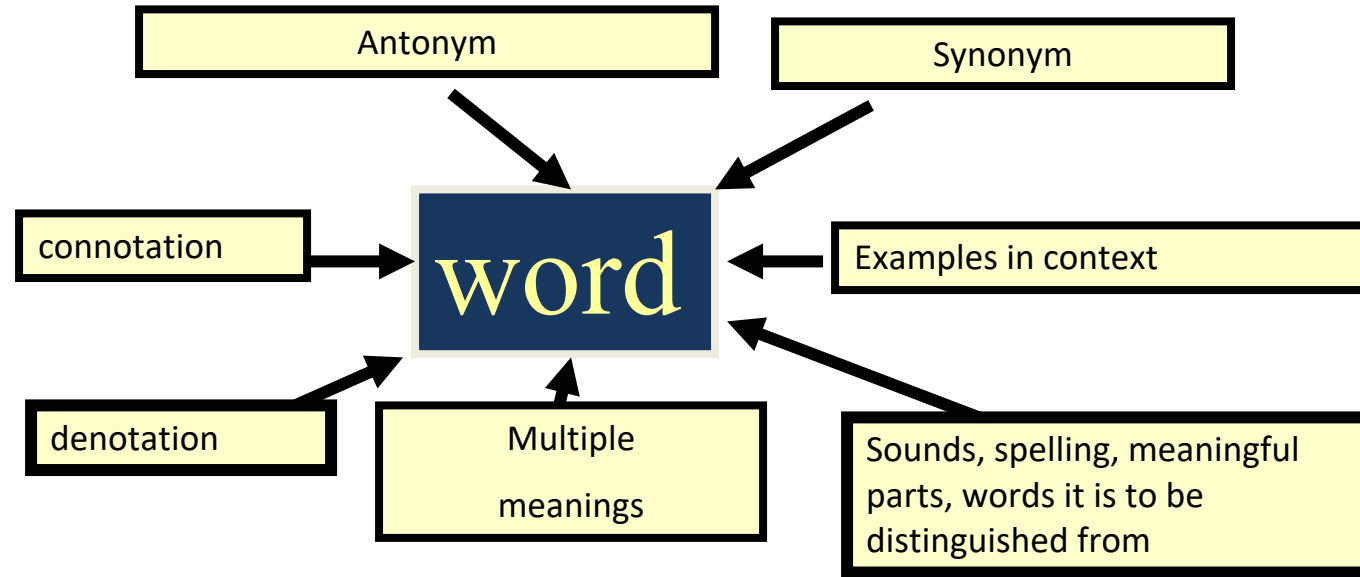 Antonym
Synonym
connotation
word
Examples in context
denotation
Multiple
meanings
Sounds, spelling, meaningful
parts, words it is to be
distinguished from